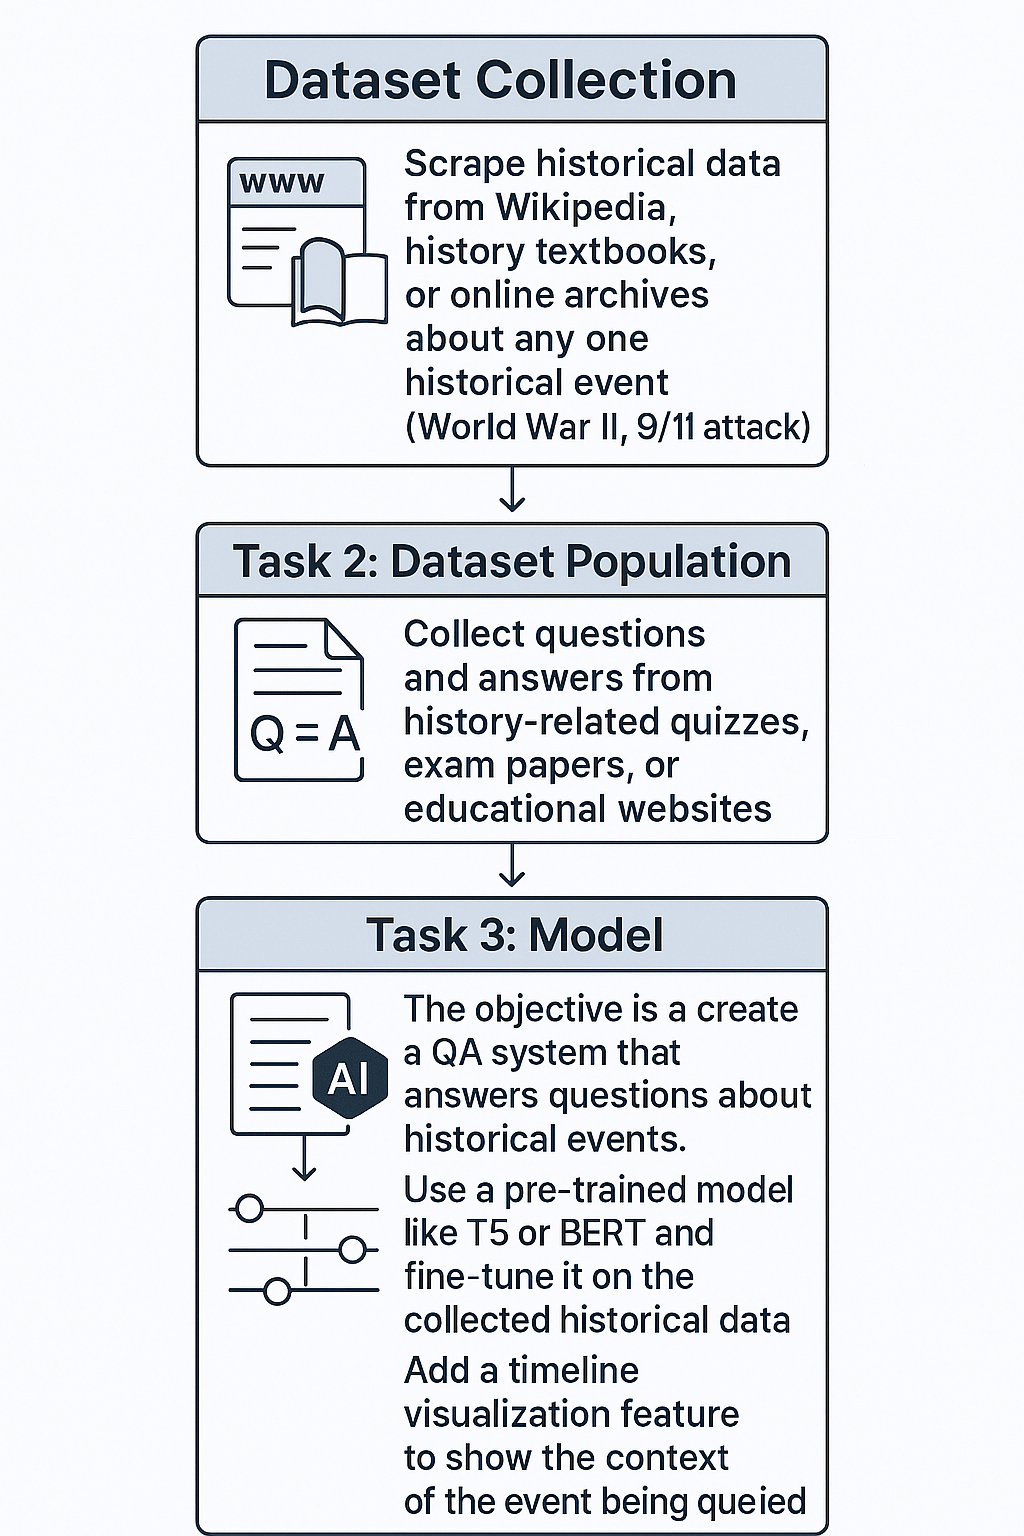 Dataset Collection
www
Scrape historical data
from Wikipedia,
history textbooks,
or online archives
about any one
historical event
(World War II, 9/11 attack)
Task 2: Dataset Population
Q = A
Collect questions
and answers from
history-related quizzes,
exam papers, or
educational websites
Task 3: Model
AI
The objective is a create
a QA system that
answers questions about
historical events.
Use a pre-trained model
like T5 or BERT and
fine-tune it on the
collected historical data
Add a timeline
visualization feature
to show the context
of the event being queied